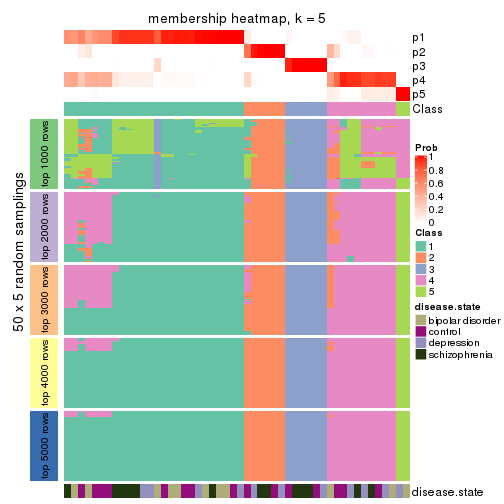 membership heatmap, k = 5
p1
p2
p3
p4
p5
Class
50 x 5 random samplings
top 1000 rows
top 2000 rows
top 3000 rows
top 4000 rows
top 5000 rows
Prob
1
0.8
0.6
0.4
0.2
0
Class
1
2
3
4
5
disease.state
bipolar disorder
control
depression
schizophrenia
disease.state